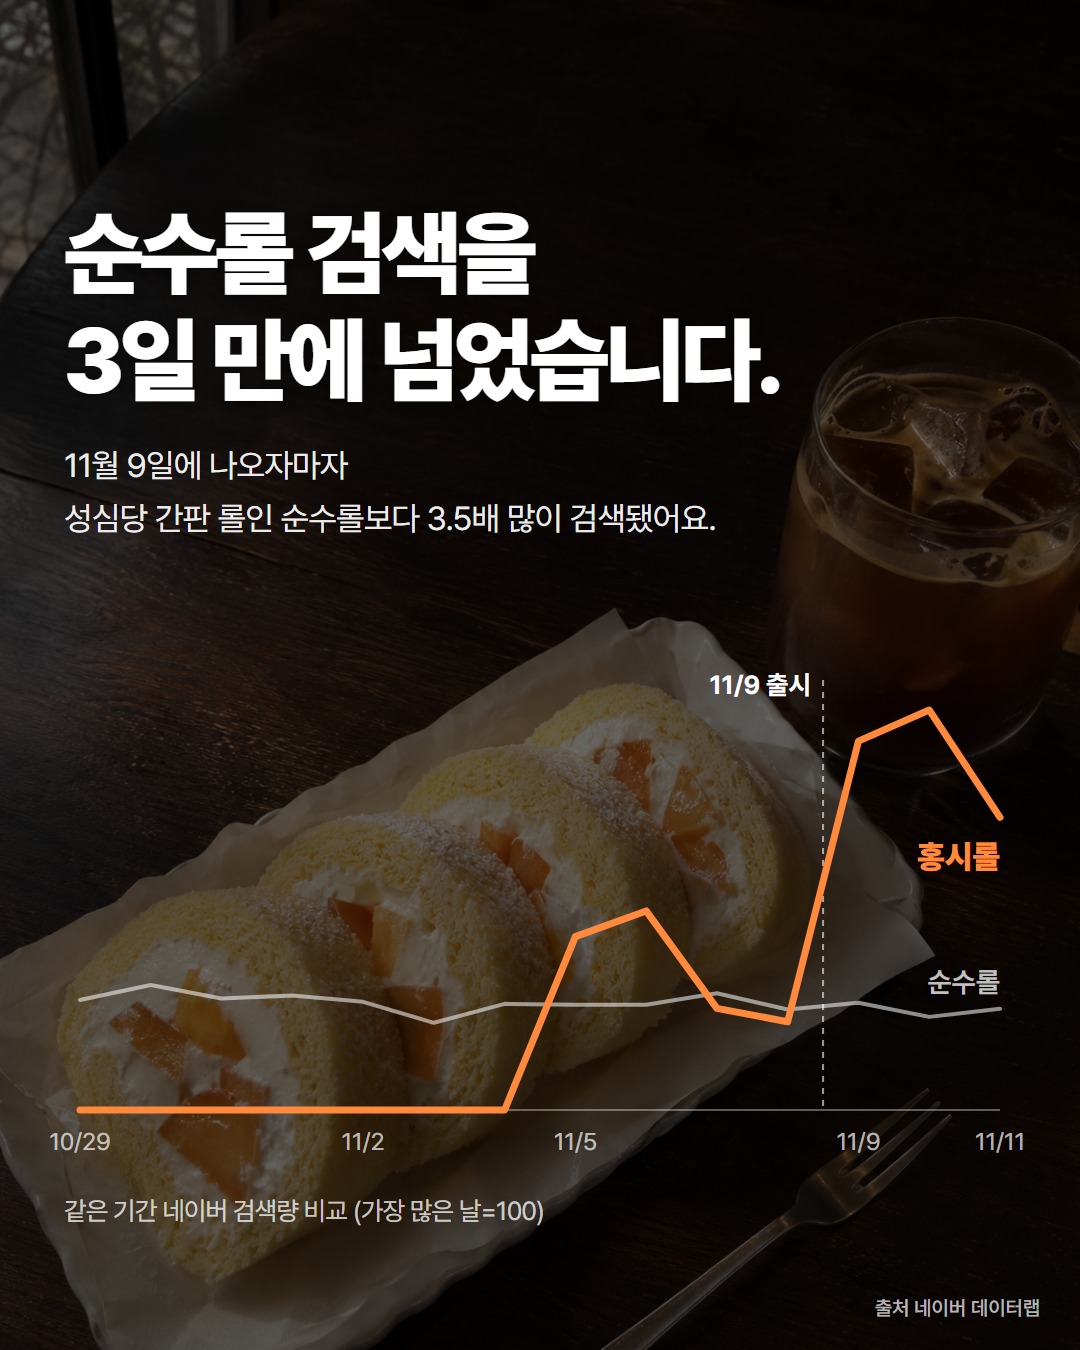 순수롤 검색을
3일 만에 넘었습니다.
11월 9일에 나오자마자
성심당 간판 롤인 순수롤보다 3.5배 많이 검색됐어요.
11/9 출시
홍시롤
순수롤
10/29 11/2 11/5 11/9 11/11
같은 기간 네이버 검색량 비교 (가장 많은 날=100)
출처 네이버 데이터랩